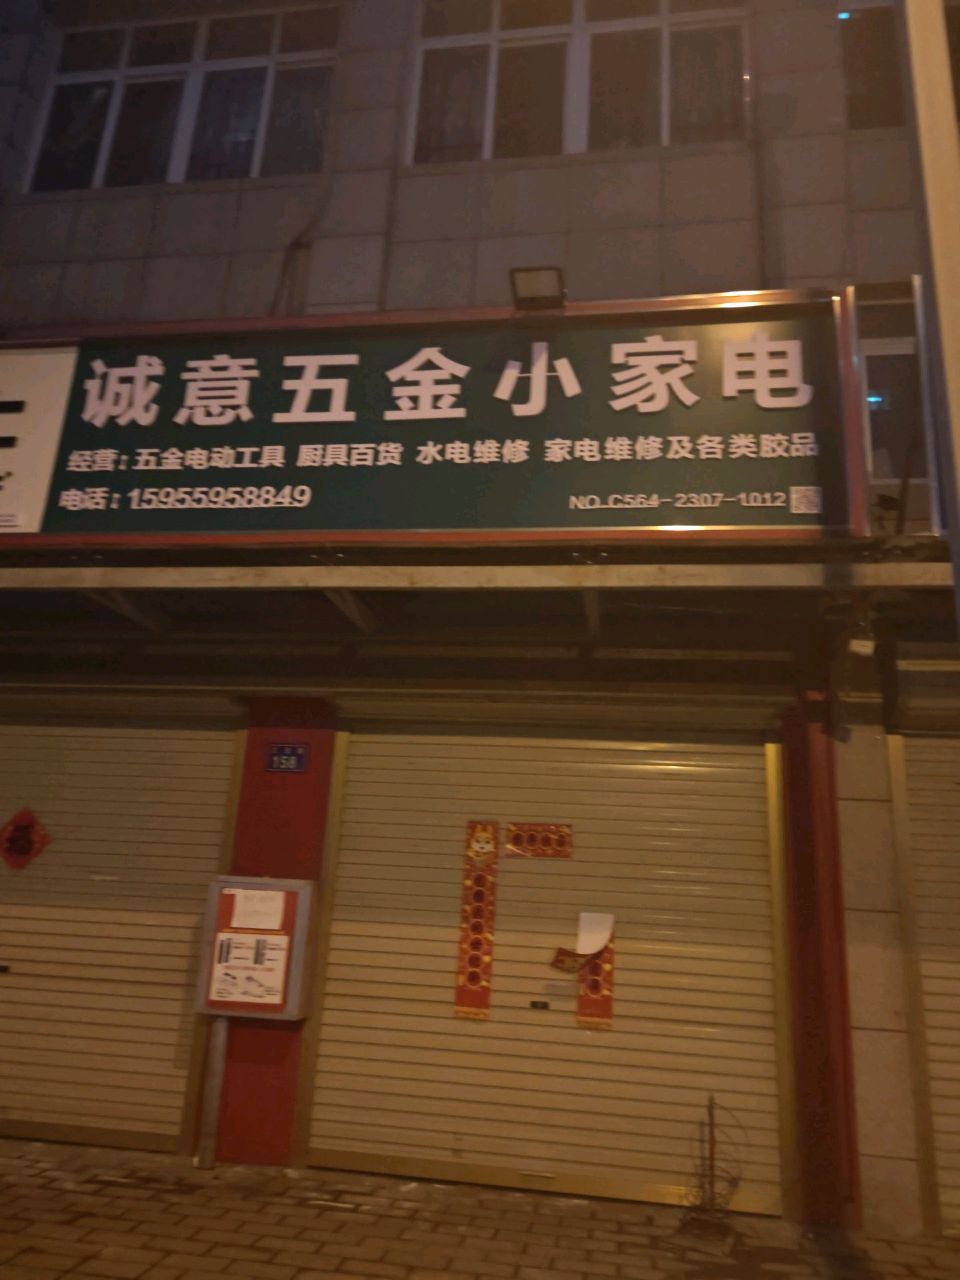 诚意五金小家电
经营：五金电动工具 厨具百货 水电维修 家电维修及各类胶品
电话：15955958849
NO.C564-2307-1012
158